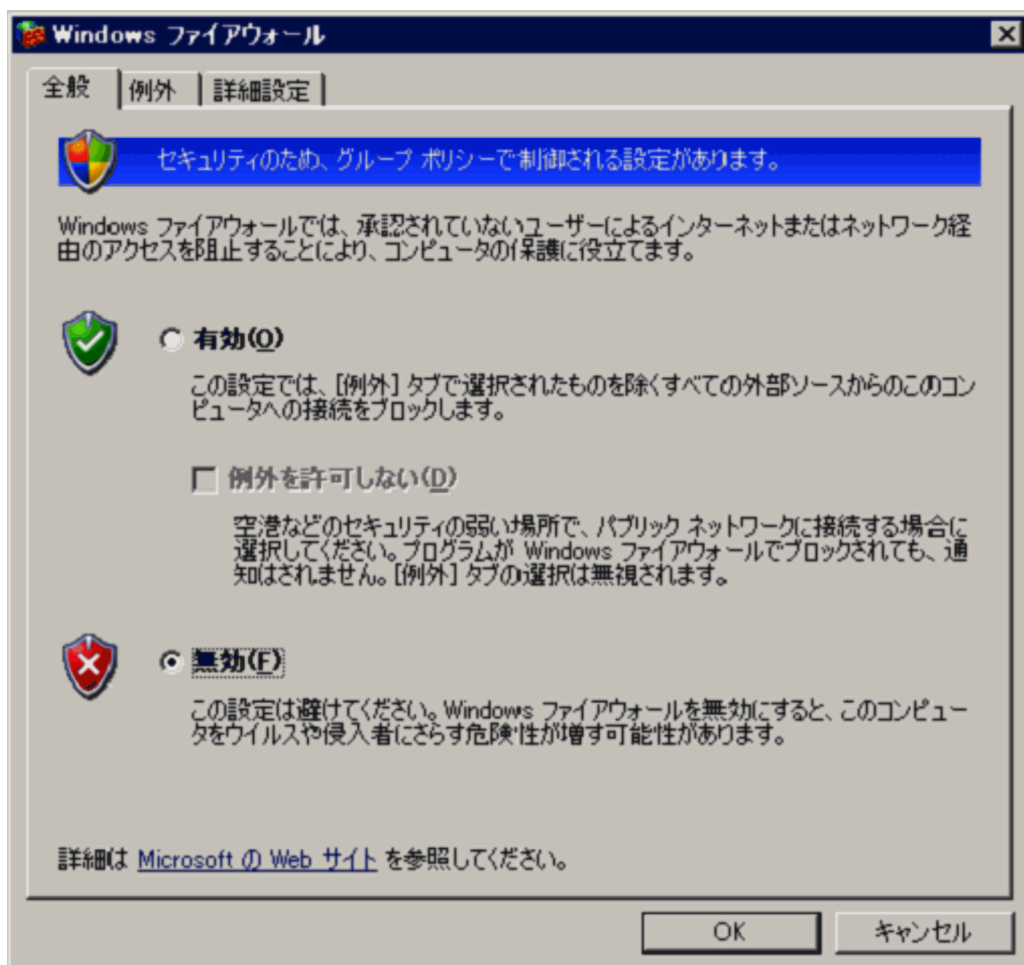 Windows ファイアウォール
全般 例外 詳細設定
セキュリティのため、グループ ポリシーで制御される設定があります。
Windows ファイアウォールでは、承認されていないユーザーによるインターネットまたはネットワーク経
由のアクセスを阻止することにより、コンピュータの保護に役立てます。
有効(O)
この設定では、[例外] タブで選択されたものを除くすべての外部ソースからのこのコン
ピュータへの接続をブロックします。
例外を許可しない(D)
空港などのセキュリティの弱い場所で、パブリック ネットワークに接続する場合に
選択してください。プログラムが Windows ファイアウォールでブロックされても、通
知はされません。[例外] タブの選択は無視されます。
無効(F)
この設定は避けてください。Windows ファイアウォールを無効にすると、このコンピュー
タをウイルスや侵入者にさらす危険性が増す可能性があります。
詳細は Microsoft の Web サイト を参照してください。
OK キャンセル